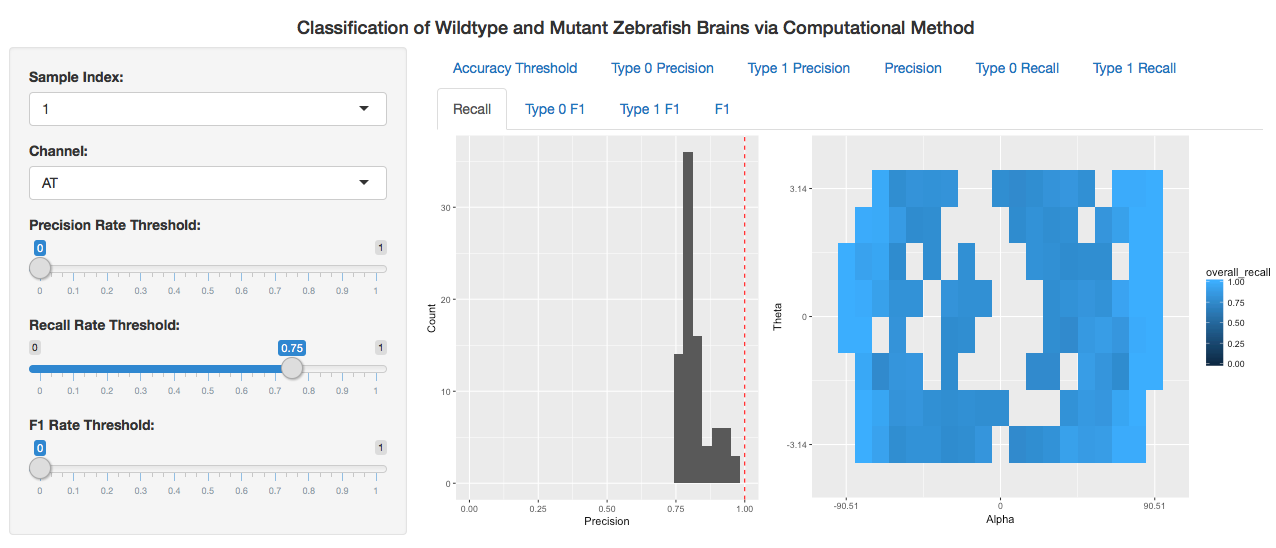 Classification of Wildtype and Mutant Zebrafish Brains via Computational Method
Sample Index:
1
Channel:
AT
Precision Rate Threshold:
0 1
0 0.1 0.2 0.3 0.4 0.5 0.6 0.7 0.8 0.9 1
Recall Rate Threshold:
0 0.75 1
0 0.1 0.2 0.3 0.4 0.5 0.6 0.7 0.8 0.9 1
F1 Rate Threshold:
0 1
0 0.1 0.2 0.3 0.4 0.5 0.6 0.7 0.8 0.9 1
Accuracy Threshold Type 0 Precision Type 1 Precision Precision Type 0 Recall Type 1 Recall
Recall Type 0 F1 Type 1 F1 F1
Count
30
20
10
0
0.00 0.25 0.50 0.75 1.00
Precision
Theta
3.14
0
-3.14
-90.51 0 90.51
Alpha
overall_recall
1.00
0.75
0.50
0.25
0.00